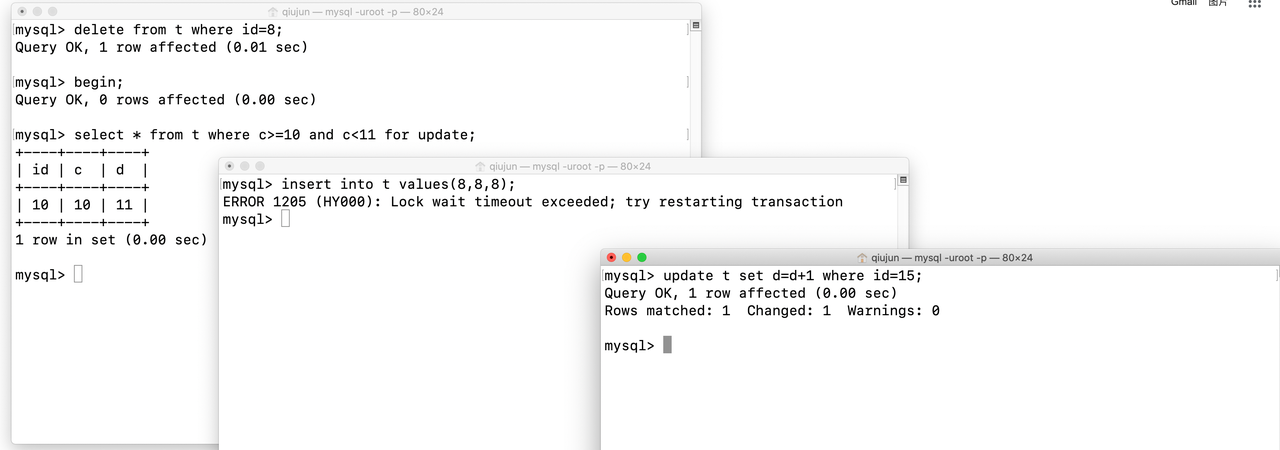 Gmail 图片
qiujun — mysql -uroot -p — 80×24
mysql> delete from t where id=8;
Query OK, 1 row affected (0.01 sec)
mysql> begin;
Query OK, 0 rows affected (0.00 sec)
mysql> select * from t where c>=10 and c<11 for update;
+----+----+----+
| id | c  | d  |
+----+----+----+
| 10 | 10 | 11 |
+----+----+----+
1 row in set (0.00 sec)
mysql>
qiujun — mysql -uroot -p — 80×24
mysql> insert into t values(8,8,8);
ERROR 1205 (HY000): Lock wait timeout exceeded; try restarting transaction
mysql>
qiujun — mysql -uroot -p — 80×24
mysql> update t set d=d+1 where id=15;
Query OK, 1 row affected (0.00 sec)
Rows matched: 1  Changed: 1  Warnings: 0
mysql>